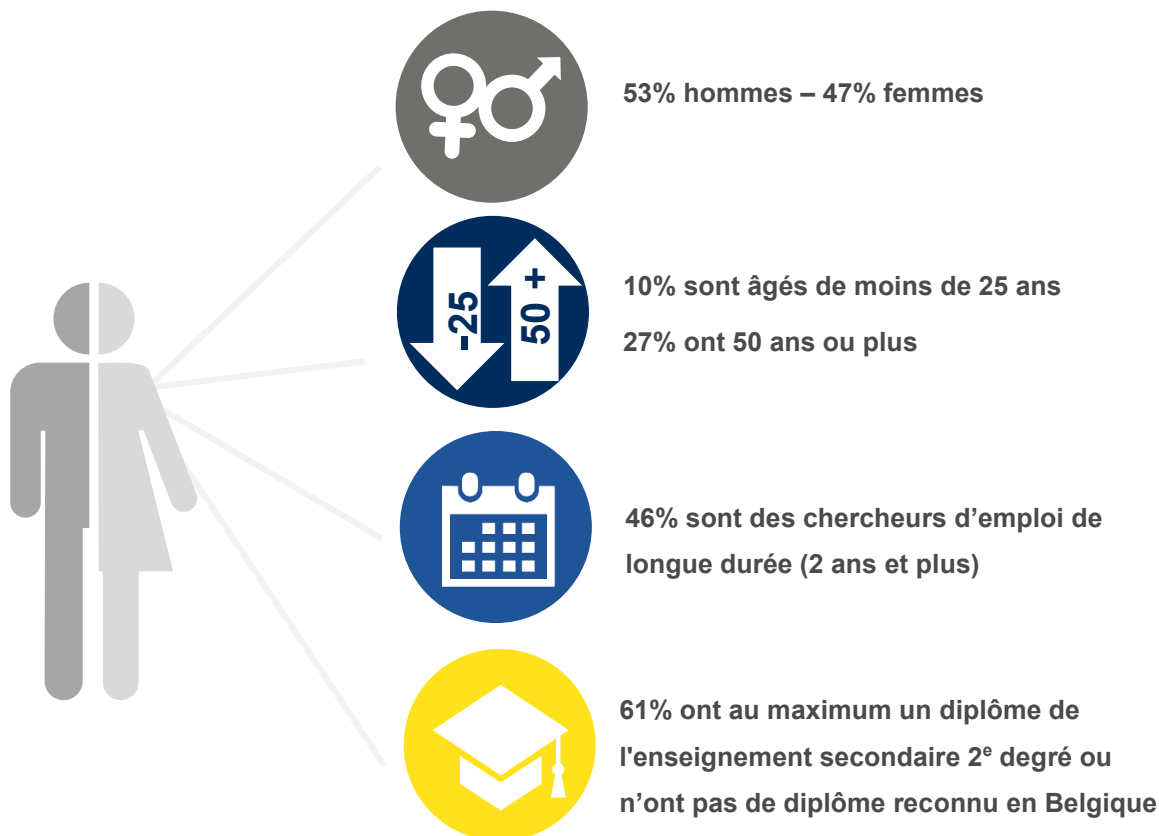 53% hommes – 47% femmes
-25
50 +
10% sont âgés de moins de 25 ans
27% ont 50 ans ou plus
46% sont des chercheurs d’emploi de
longue durée (2 ans et plus)
61% ont au maximum un diplôme de
l'enseignement secondaire 2e degré ou
n’ont pas de diplôme reconnu en Belgique